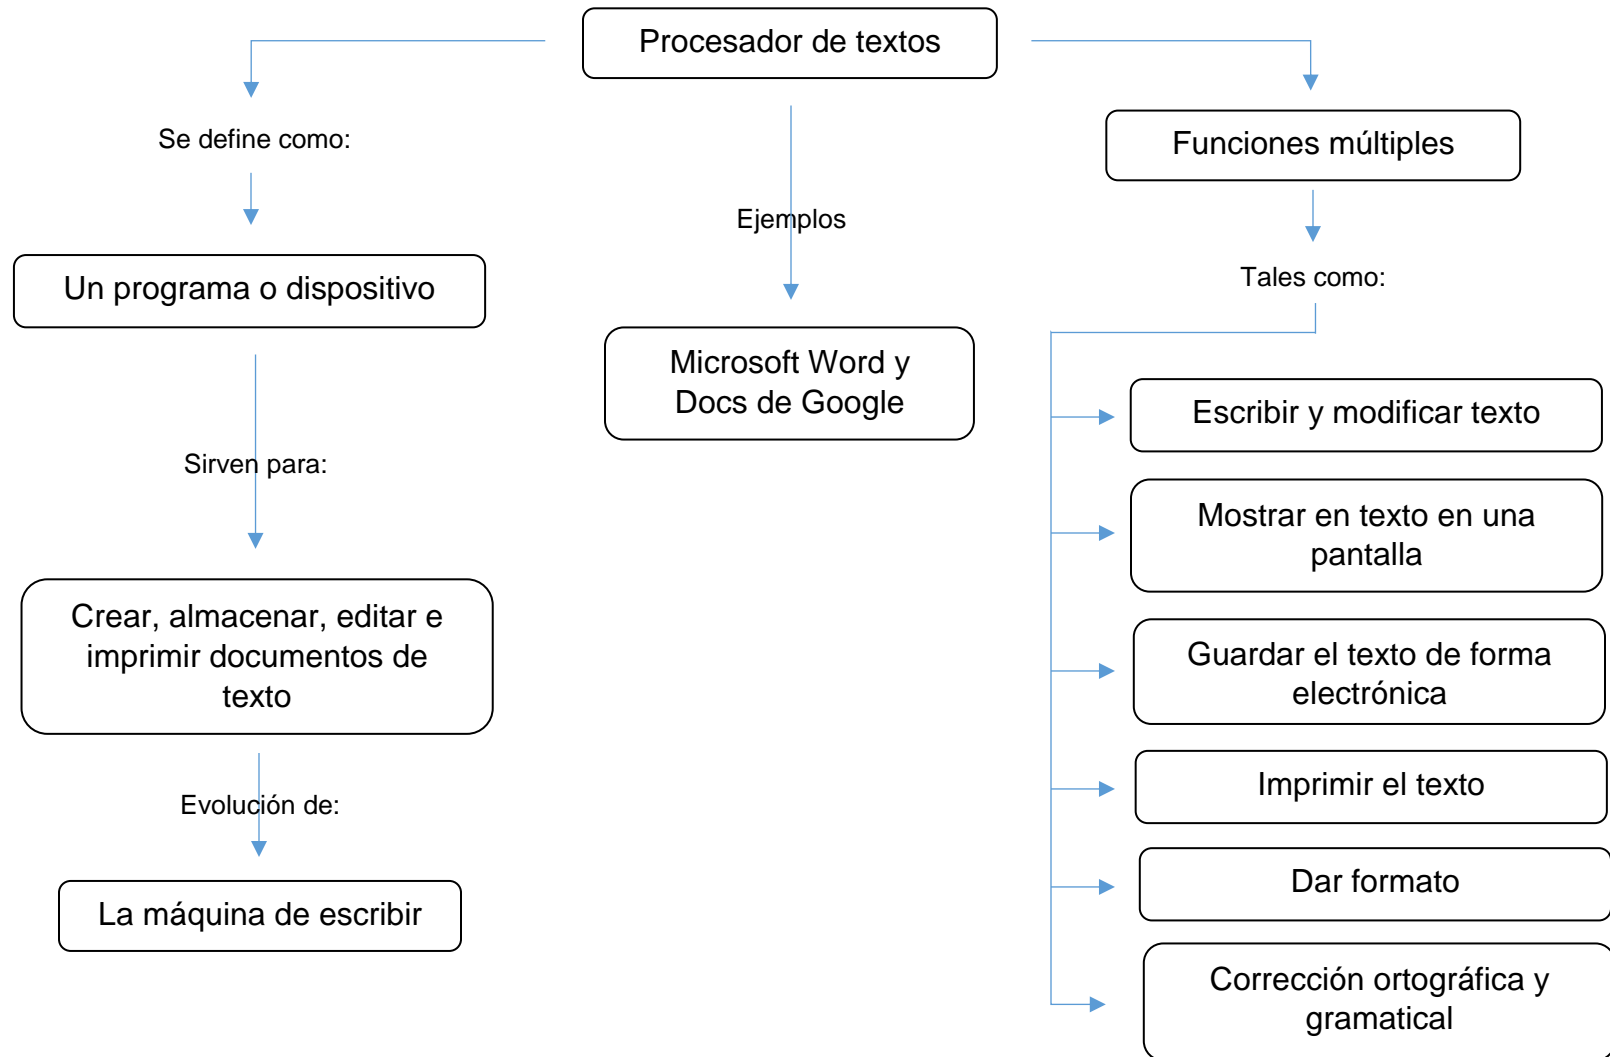 Procesador de textos
Se define como:
Un programa o dispositivo
Sirven para:
Crear, almacenar, editar e
imprimir documentos de
texto
Evolución de:
La máquina de escribir
Ejemplos
Microsoft Word y
Docs de Google
Funciones múltiples
Tales como:
Escribir y modificar texto
Mostrar en texto en una
pantalla
Guardar el texto de forma
electrónica
Imprimir el texto
Dar formato
Corrección ortográfica y
gramatical